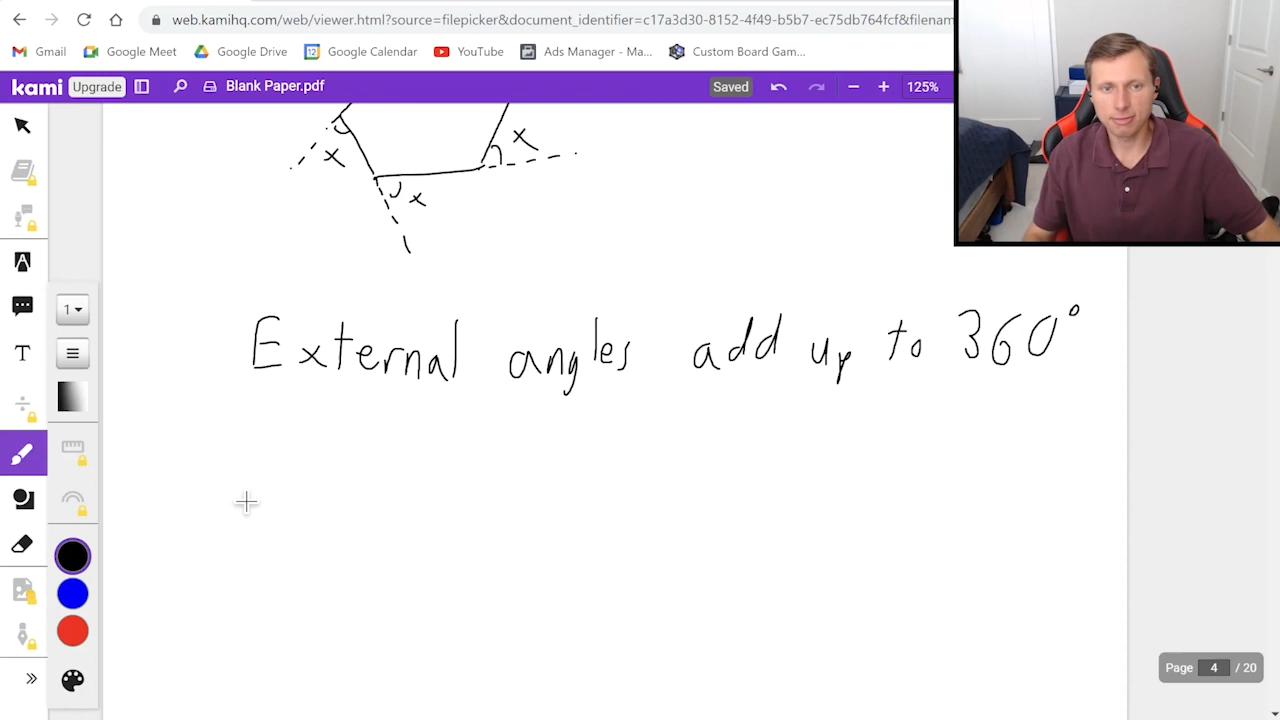 web.kamihq.com/web/viewer.html?source=filepicker&document_identifier=c17a3d30-8152-4f49-b5b7-ec75db764fcf&filenam
Gmail Google Meet Google Drive Google Calendar YouTube Ads Manager - Ma... Custom Board Gam...
kami Upgrade Blank Paper.pdf Saved 125%
x
x
x
1
External angles add up to 360°
Page 4 / 20